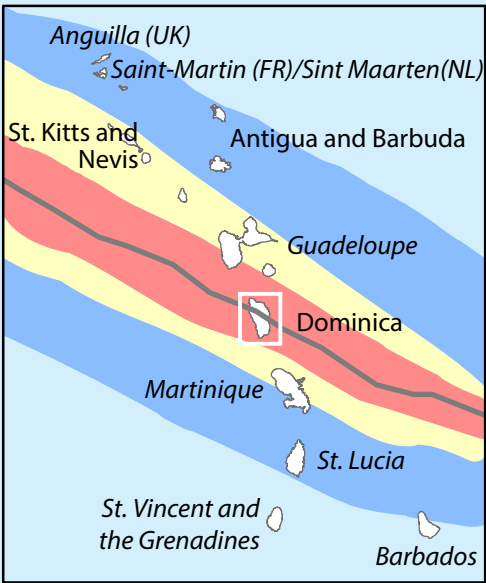 Anguilla (UK)
Saint-Martin (FR)/Sint Maarten(NL)
St. Kitts and
Nevis
Antigua and Barbuda
Guadeloupe
Dominica
Martinique
St. Lucia
St. Vincent and
the Grenadines
Barbados